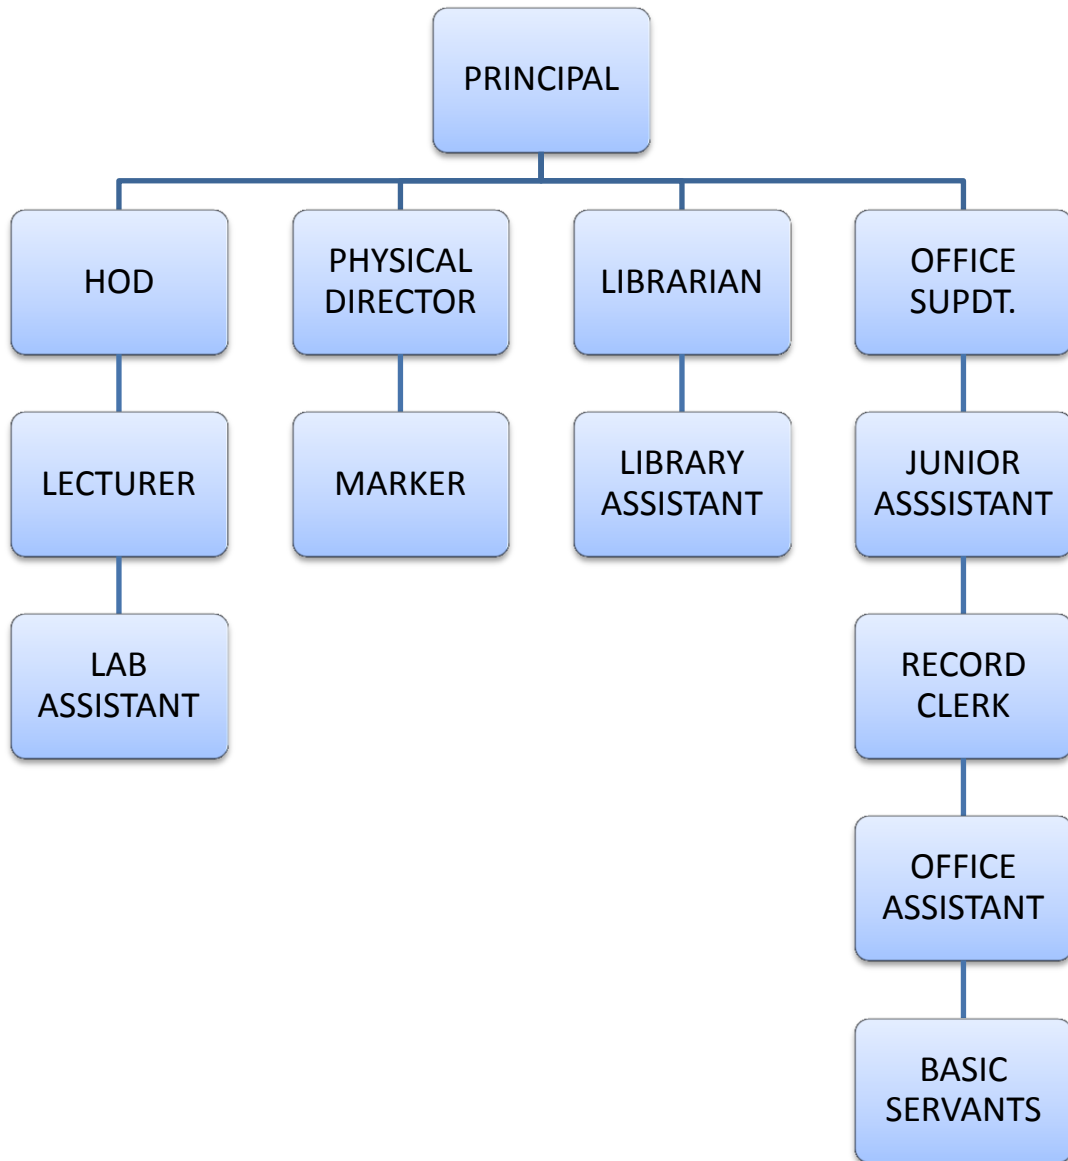 PRINCIPAL
HOD
PHYSICAL
DIRECTOR
LIBRARIAN
OFFICE
SUPDT.
LECTURER
MARKER
LIBRARY
ASSISTANT
JUNIOR
ASSSISTANT
LAB
ASSISTANT
RECORD
CLERK
OFFICE
ASSISTANT
BASIC
SERVANTS